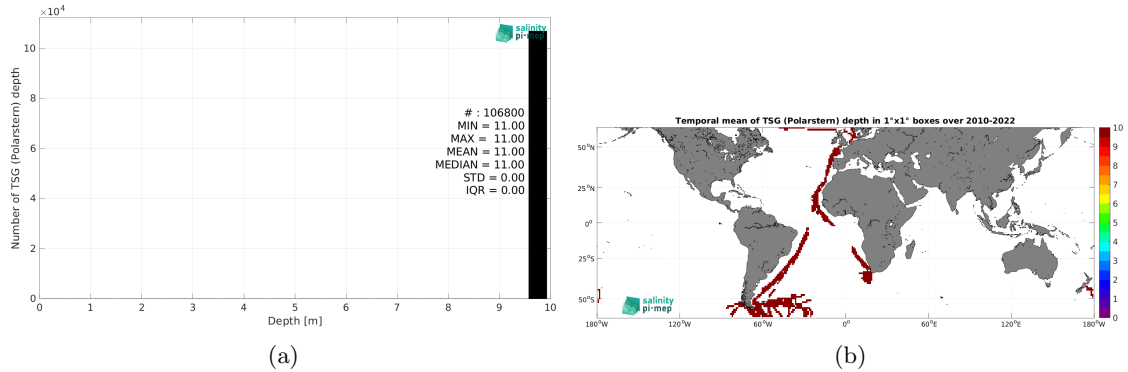 ×10⁴
salinity
pi-mep
# : 106800
MIN = 11.00
MAX = 11.00
MEAN = 11.00
MEDIAN = 11.00
STD = 0.00
IQR = 0.00
Number of TSG (Polarstern) depth
10
8
6
4
2
0
0 1 2 3 4 5 6 7 8 9 10
Depth [m]
(a)
Temporal mean of TSG (Polarstern) depth in 1°x1° boxes over 2010-2022
50°N
25°N
0°
25°S
50°S
180°W 120°W 60°W 0° 60°E 120°E 180°W
salinity
pi-mep
10
9
8
7
6
5
4
3
2
1
0
(b)